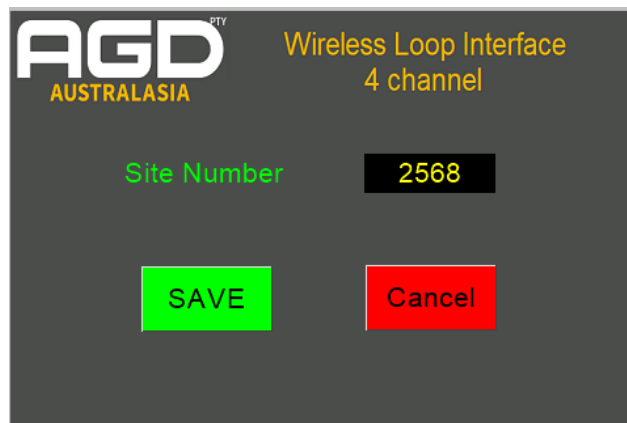 AGD PTY
AUSTRALASIA
Wireless Loop Interface
4 channel
Site Number 2568
SAVE Cancel